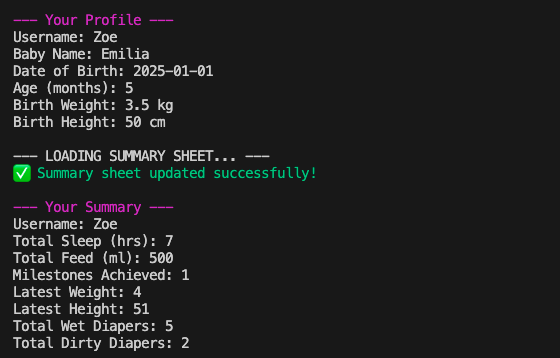 --- Your Profile ---
Username: Zoe
Baby Name: Emilia
Date of Birth: 2025-01-01
Age (months): 5
Birth Weight: 3.5 kg
Birth Height: 50 cm
--- LOADING SUMMARY SHEET... ---
✅ Summary sheet updated successfully!
--- Your Summary ---
Username: Zoe
Total Sleep (hrs): 7
Total Feed (ml): 500
Milestones Achieved: 1
Latest Weight: 4
Latest Height: 51
Total Wet Diapers: 5
Total Dirty Diapers: 2